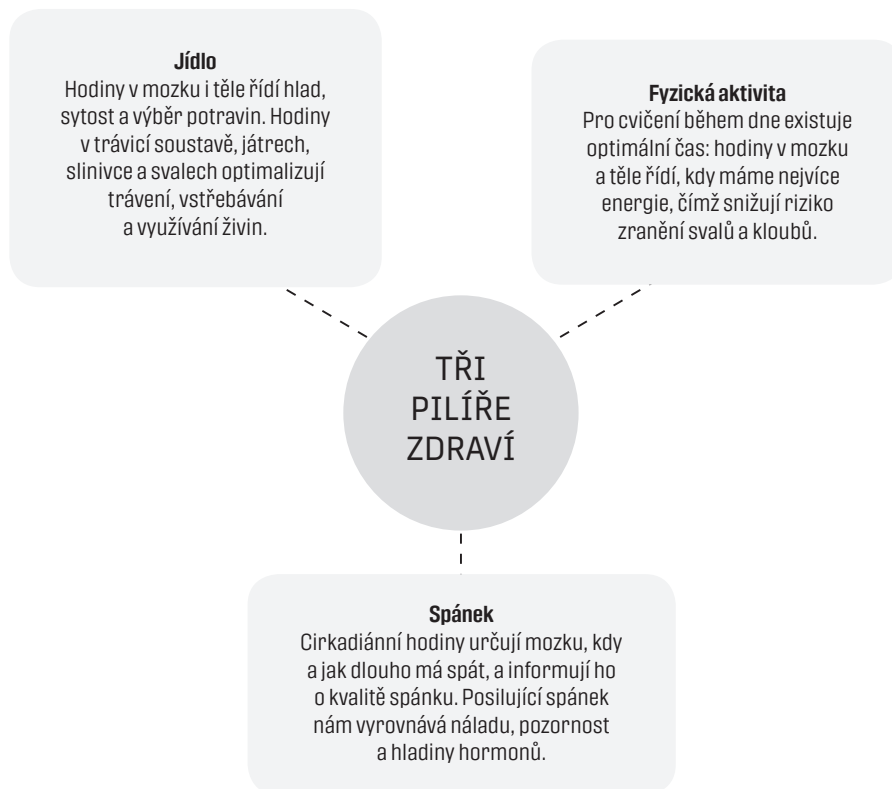 Jídlo
Hodiny v mozku i těle řídí hlad,
sytost a výběr potravin. Hodiny
v trávicí soustavě, játrech,
slinivce a svalech optimalizují
trávení, vstřebávání
a využívání živin.
Fyzická aktivita
Pro cvičení během dne existuje
optimální čas: hodiny v mozku
a těle řídí, kdy máme nejvíce
energie, čímž snižují riziko
zranění svalů a kloubů.
TŘI
PILÍŘE
ZDRAVÍ
Spánek
Cirkadiánní hodiny určují mozku, kdy
a jak dlouho má spát, a informují ho
o kvalitě spánku. Posilující spánek
nám vyrovnává náladu, pozornost
a hladiny hormonů.